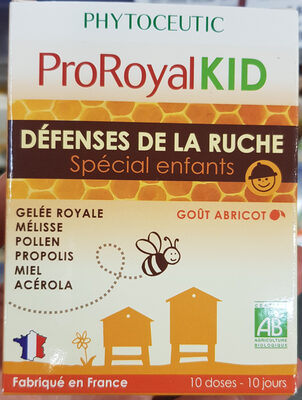 PHYTOCEUTIC
ProRoyalKID
DÉFENSES DE LA RUCHE
Spécial enfants
GELÉE ROYALE
MÉLISSE
POLLEN
PROPOLIS
MIEL
ACÉROLA
GOÛT ABRICOT
AB
AGRICULTURE
BIOLOGIQUE
Fabriqué en France
10 doses - 10 jours